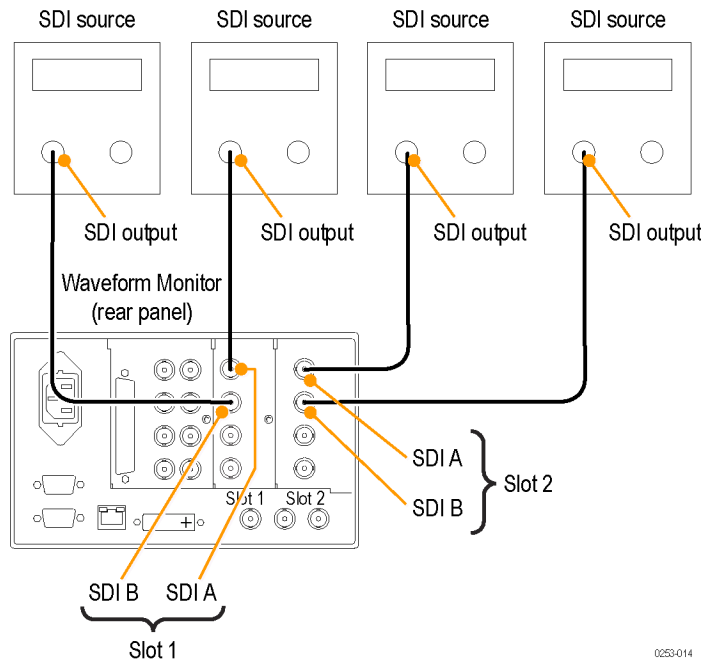 SDI source
SDI source
SDI source
SDI source
SDI output
SDI output
SDI output
SDI output
Waveform Monitor
(rear panel)
Slot 1
Slot 2
SDI A
SDI B
Slot 2
SDI B
SDI A
Slot 1
0253-014